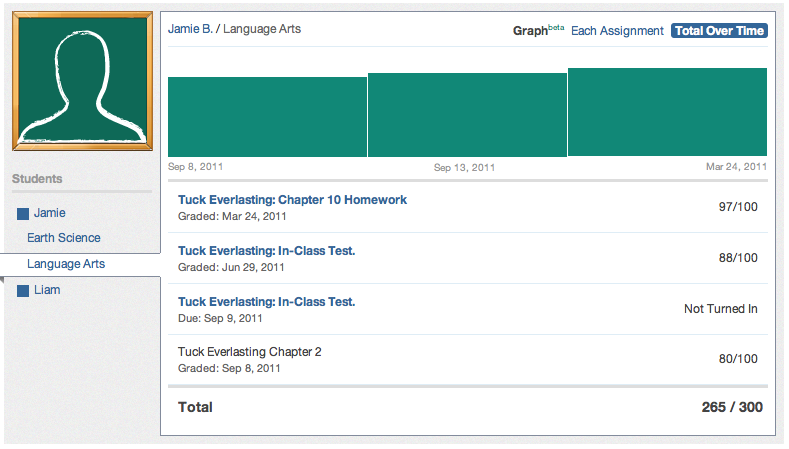 Jamie B. / Language Arts
Graph beta Each Assignment Total Over Time
Sep 8, 2011 Sep 13, 2011 Mar 24, 2011
Students
Jamie
Earth Science
Language Arts
Liam
Tuck Everlasting: Chapter 10 Homework
Graded: Mar 24, 2011
97/100
Tuck Everlasting: In-Class Test.
Graded: Jun 29, 2011
88/100
Tuck Everlasting: In-Class Test.
Due: Sep 9, 2011
Not Turned In
Tuck Everlasting Chapter 2
Graded: Sep 8, 2011
80/100
Total 265 / 300